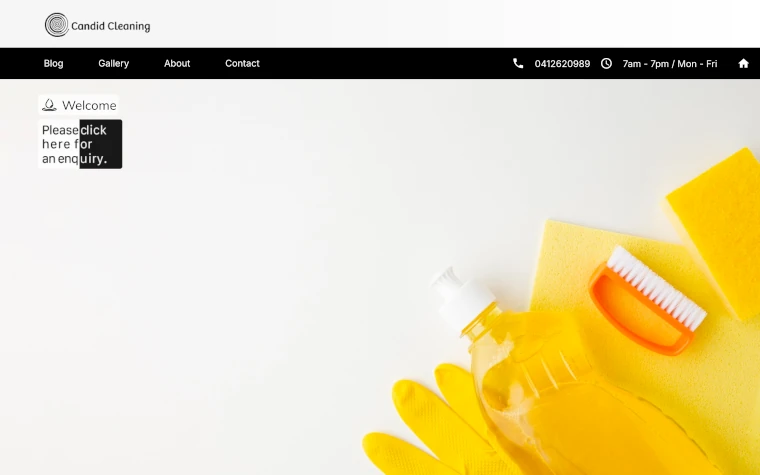 Candid Cleaning
Blog Gallery About Contact 0412620989 7am - 7pm / Mon - Fri
Welcome
Please click
here for
an enquiry.